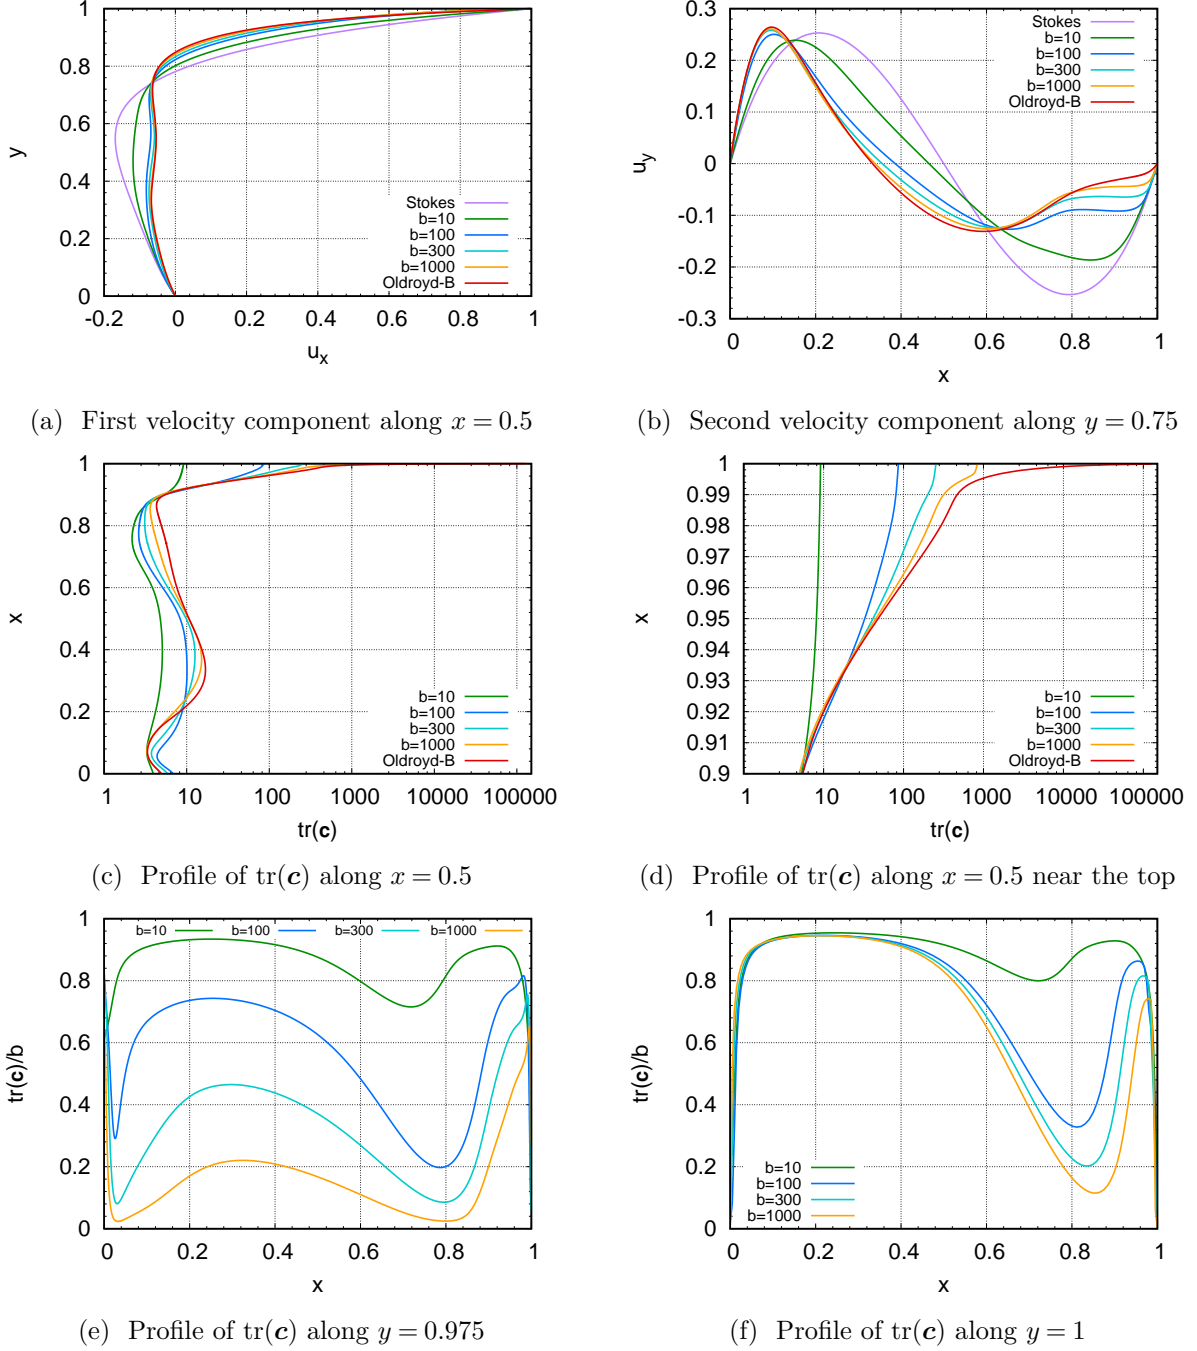 1
0.8
0.6
0.4
0.2
0
y
Stokes
b=10
b=100
b=300
b=1000
Oldroyd-B
-0.2 0 0.2 0.4 0.6 0.8 1
u_x
(a) First velocity component along x = 0.5
0.3
0.2
0.1
0
-0.1
-0.2
-0.3
u_y
Stokes
b=10
b=100
b=300
b=1000
Oldroyd-B
0 0.2 0.4 0.6 0.8 1
x
(b) Second velocity component along y = 0.75
1
0.8
0.6
0.4
0.2
0
x
b=10
b=100
b=300
b=1000
Oldroyd-B
1 10 100 1000 10000 100000
tr(c)
(c) Profile of tr(c) along x = 0.5
1
0.99
0.98
0.97
0.96
0.95
0.94
0.93
0.92
0.91
0.9
x
b=10
b=100
b=300
b=1000
Oldroyd-B
1 10 100 1000 10000 100000
tr(c)
(d) Profile of tr(c) along x = 0.5 near the top
1
0.8
0.6
0.4
0.2
0
tr(c)/b
b=10 b=100 b=300 b=1000
0 0.2 0.4 0.6 0.8 1
x
(e) Profile of tr(c) along y = 0.975
1
0.8
0.6
0.4
0.2
0
tr(c)/b
b=10
b=100
b=300
b=1000
0 0.2 0.4 0.6 0.8 1
x
(f) Profile of tr(c) along y = 1